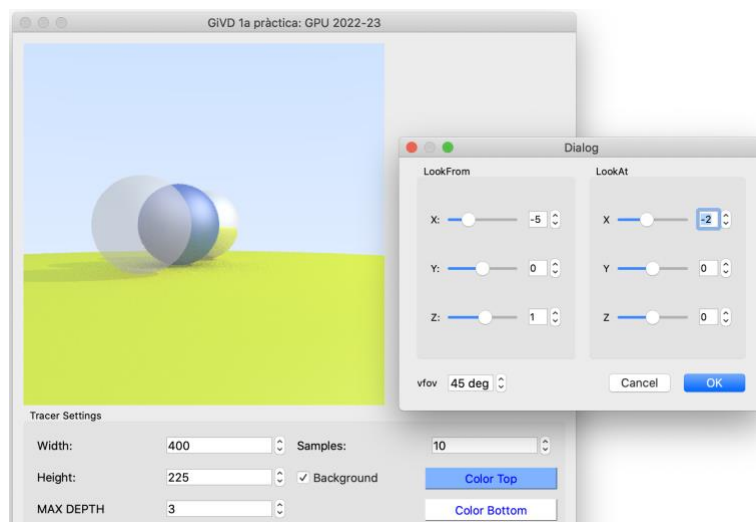 GiVD 1a pràctica: GPU 2022-23
Dialog
LookFrom
LookAt
X: -5
X -2
Y: 0
Y 0
Z: 1
Z 0
vfov 45 deg
Cancel
OK
Tracer Settings
Width: 400 Samples: 10
Height: 225 Background Color Top
MAX DEPTH 3 Color Bottom